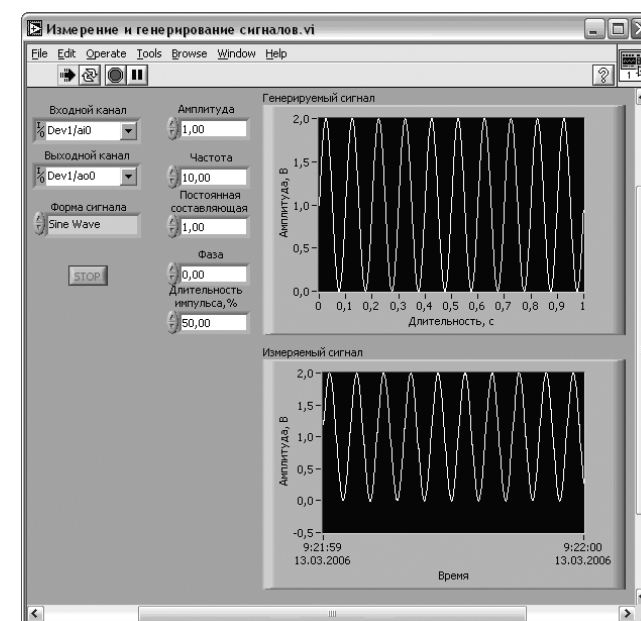 Измерение и генерирование сигналов.vi
File Edit Operate Tools Browse Window Help
1
Входной канал
Dev1/ai0
Выходной канал
Dev1/ao0
Форма сигнала
Sine Wave
STOP
Амплитуда
1,00
Частота
10,00
Постоянная
составляющая
1,00
Фаза
0,00
Длительность
импульса,%
50,00
Генерируемый сигнал
Амплитуда, В
2,0
1,5
1,0
0,5
0,0
0 0,1 0,2 0,3 0,4 0,5 0,6 0,7 0,8 0,9 1
Длительность, с
Измеряемый сигнал
Амплитуда, В
2,0
1,5
1,0
0,5
0,0
-0,5
9:21:59 9:22:00
13.03.2006 13.03.2006
Время